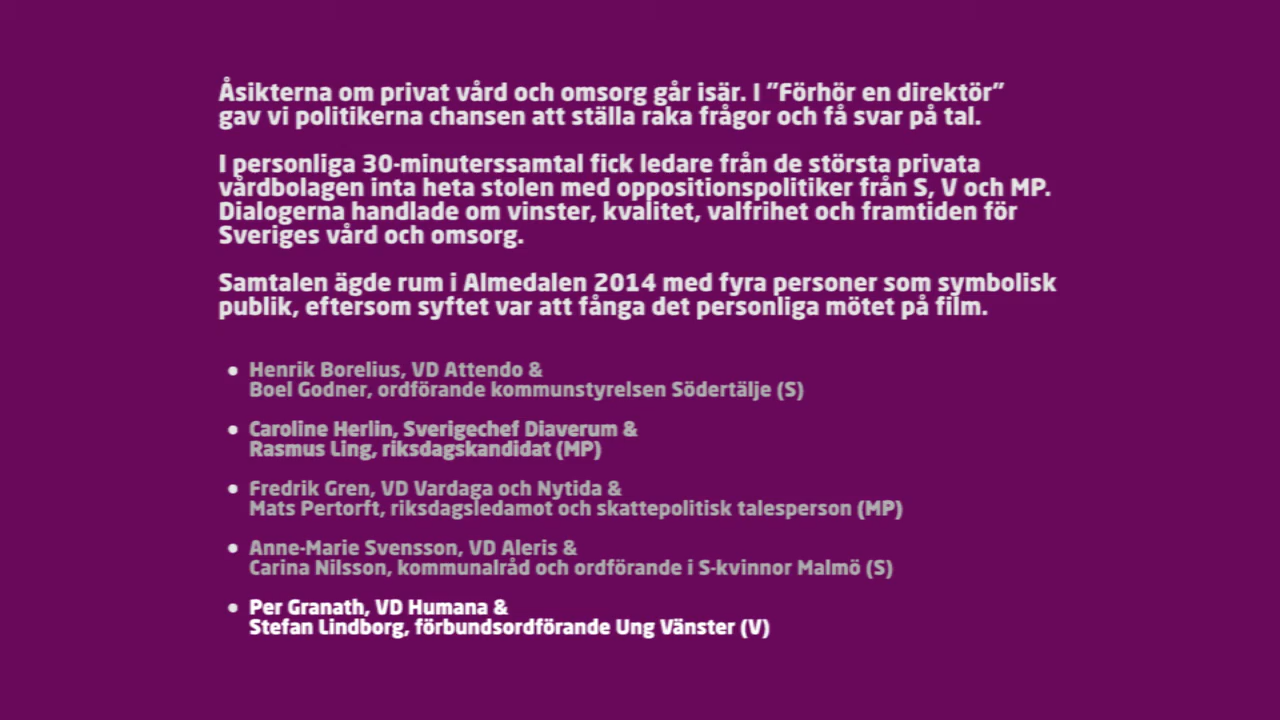 Åsikterna om privat vård och omsorg går isär. I ”Förhör en direktör”
gav vi politikerna chansen att ställa raka frågor och få svar på tal.
I personliga 30-minuterssamtal fick ledare från de största privata
vårdbolagen inta heta stolen med oppositionspolitiker från S, V och MP.
Dialogerna handlade om vinster, kvalitet, valfrihet och framtiden för
Sveriges vård och omsorg.
Samtalen ägde rum i Almedalen 2014 med fyra personer som symbolisk
publik, eftersom syftet var att fånga det personliga mötet på film.
• Henrik Borelius, VD Attendo &
Boel Godner, ordförande kommunstyrelsen Södertälje (S)
• Caroline Herlin, Sverigechef Diaverum &
Rasmus Ling, riksdagskandidat (MP)
• Fredrik Gren, VD Vardaga och Nytida &
Mats Pertorft, riksdagsledamot och skattepolitisk talesperson (MP)
• Anne-Marie Svensson, VD Aleris &
Carina Nilsson, kommunalråd och ordförande i S-kvinnor Malmö (S)
• Per Granath, VD Humana &
Stefan Lindborg, förbundsordförande Ung Vänster (V)